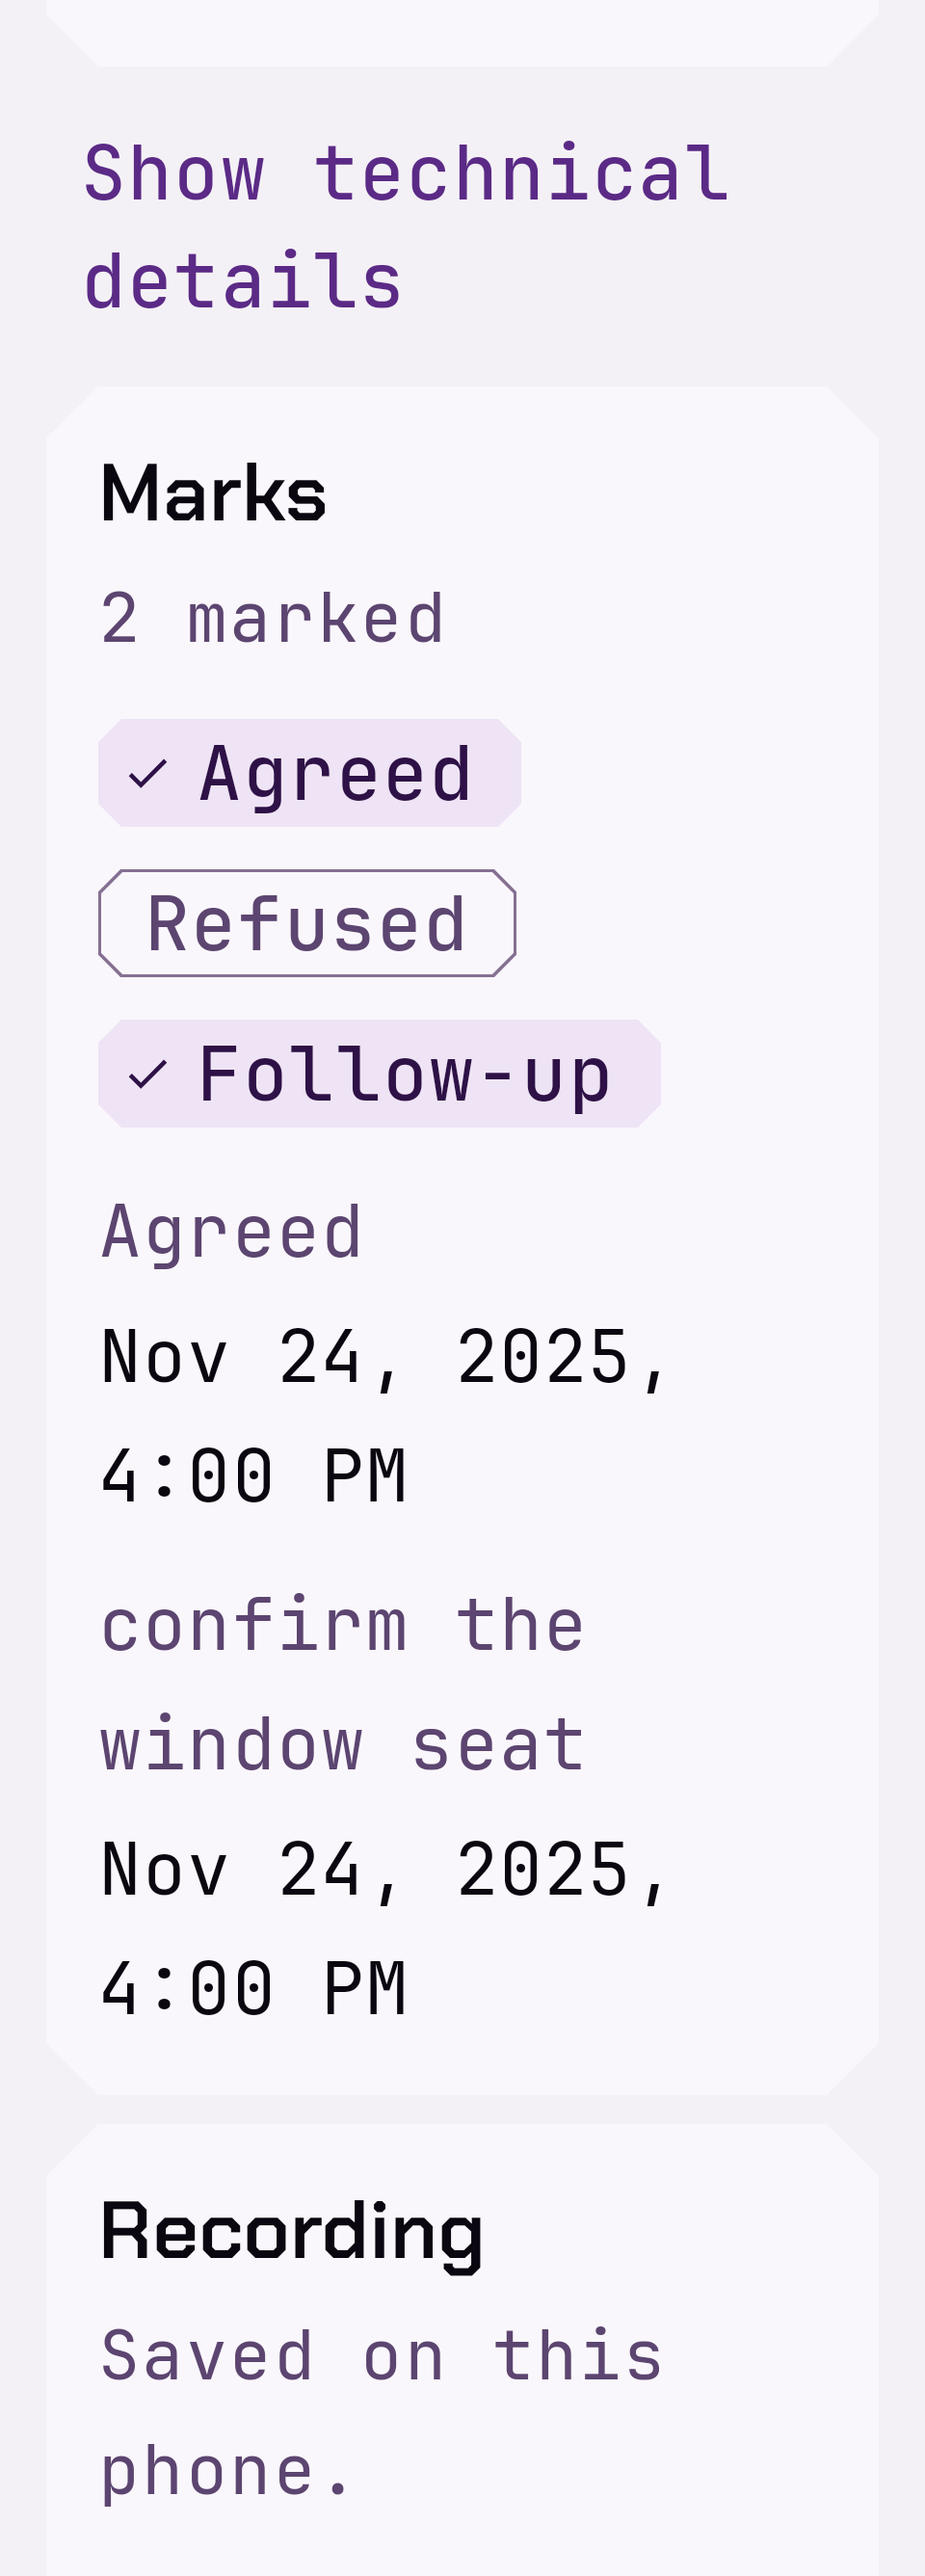 Show technical
details
Marks
2 marked
Agreed
Refused
Follow-up
Agreed
Nov 24, 2025,
4:00 PM
confirm the
window seat
Nov 24, 2025,
4:00 PM
Recording
Saved on this
phone.